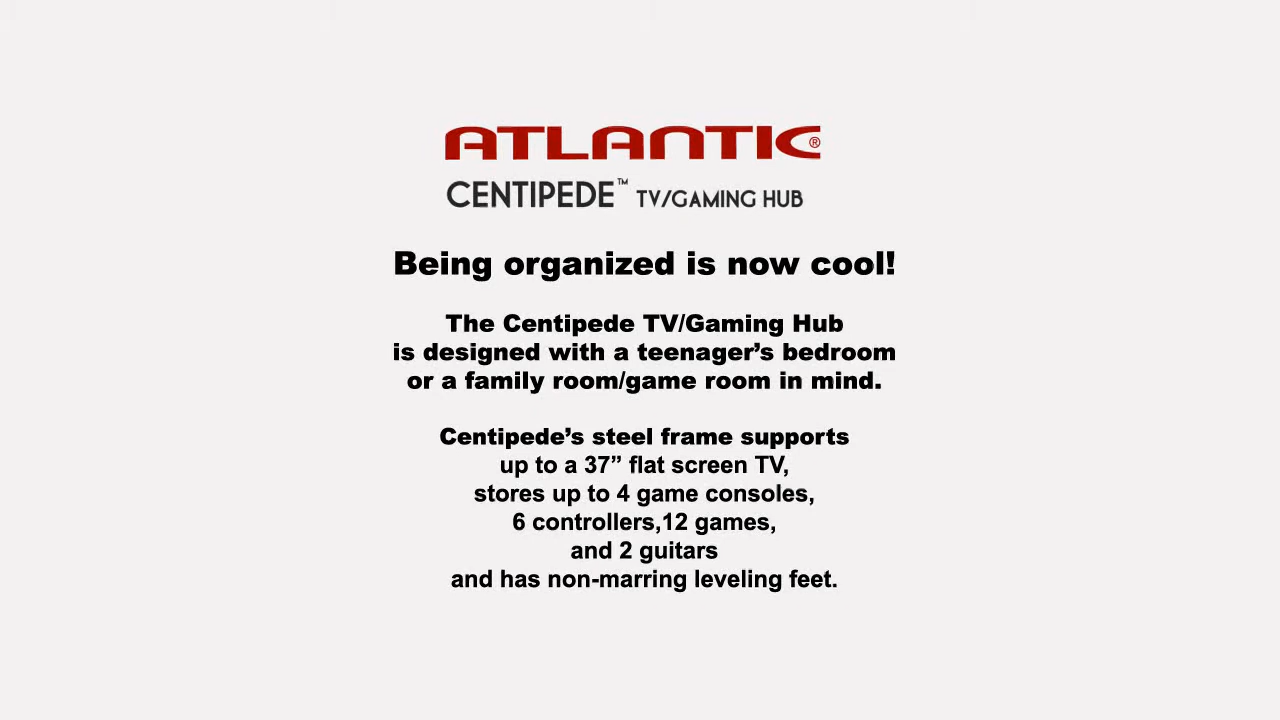 ATLANTIC®
CENTIPEDE™ TV/GAMING HUB
Being organized is now cool!
The Centipede TV/Gaming Hub
is designed with a teenager’s bedroom
or a family room/game room in mind.
Centipede’s steel frame supports
up to a 37” flat screen TV,
stores up to 4 game consoles,
6 controllers,12 games,
and 2 guitars
and has non-marring leveling feet.